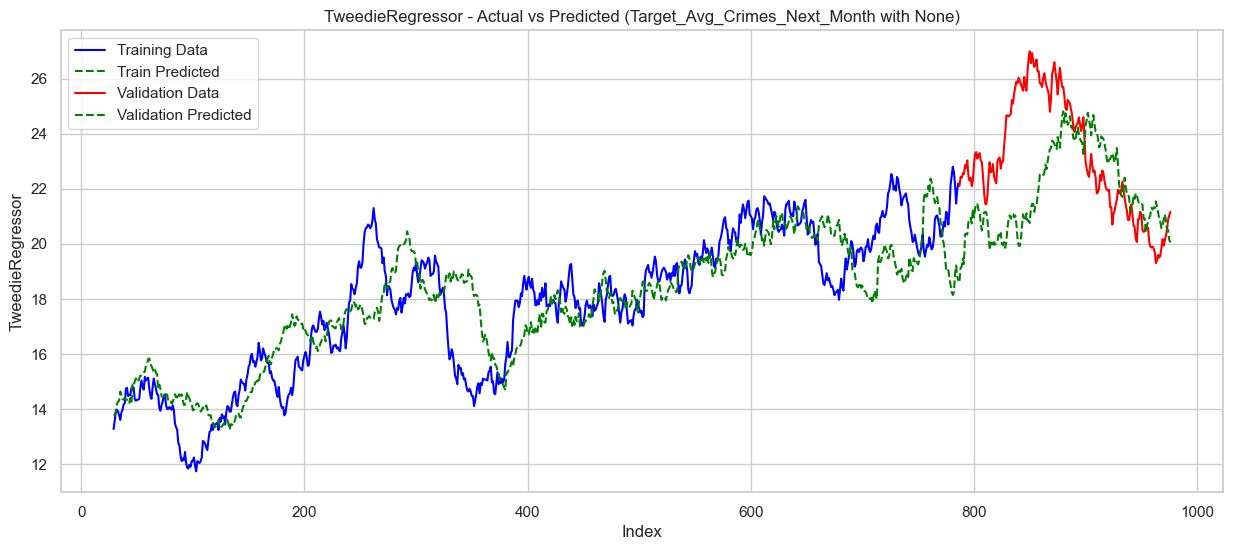 TweedieRegressor - Actual vs Predicted (Target_Avg_Crimes_Next_Month with None)
Training Data
Train Predicted
Validation Data
Validation Predicted
TweedieRegressor
26
24
22
20
18
16
14
12
0 200 400 600 800 1000
Index